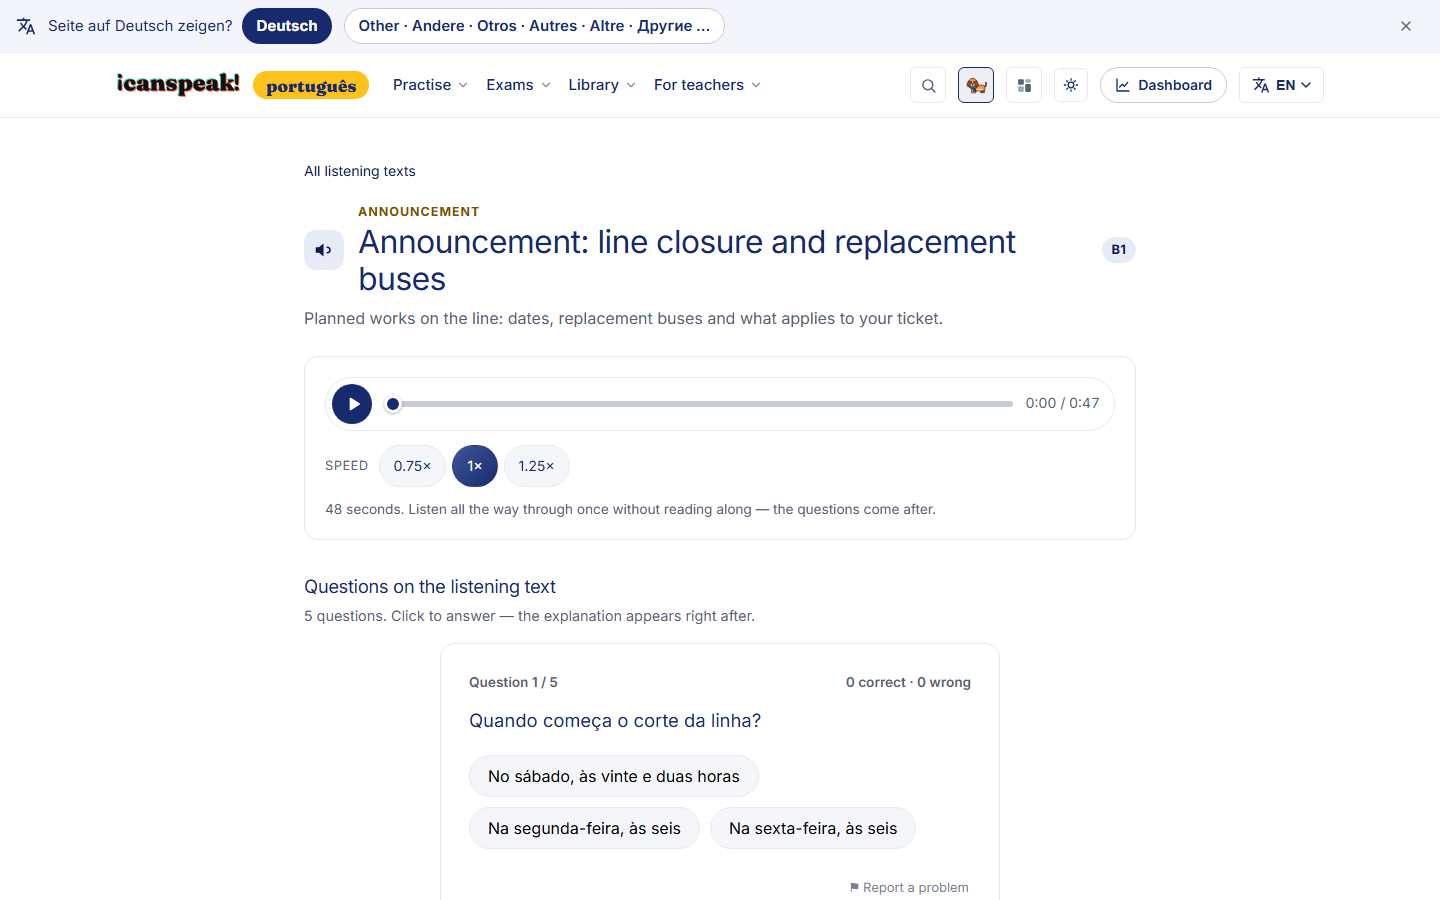 Seite auf Deutsch zeigen? Deutsch Other · Andere · Otros · Autres · Altre · Другие ...
icanspeak! português Practise Exams Library For teachers Dashboard EN
All listening texts
ANNOUNCEMENT
Announcement: line closure and replacement
buses
B1
Planned works on the line: dates, replacement buses and what applies to your ticket.
0:00 / 0:47
SPEED 0.75× 1× 1.25×
48 seconds. Listen all the way through once without reading along — the questions come after.
Questions on the listening text
5 questions. Click to answer — the explanation appears right after.
Question 1 / 5 0 correct · 0 wrong
Quando começa o corte da linha?
No sábado, às vinte e duas horas
Na segunda-feira, às seis Na sexta-feira, às seis
Report a problem